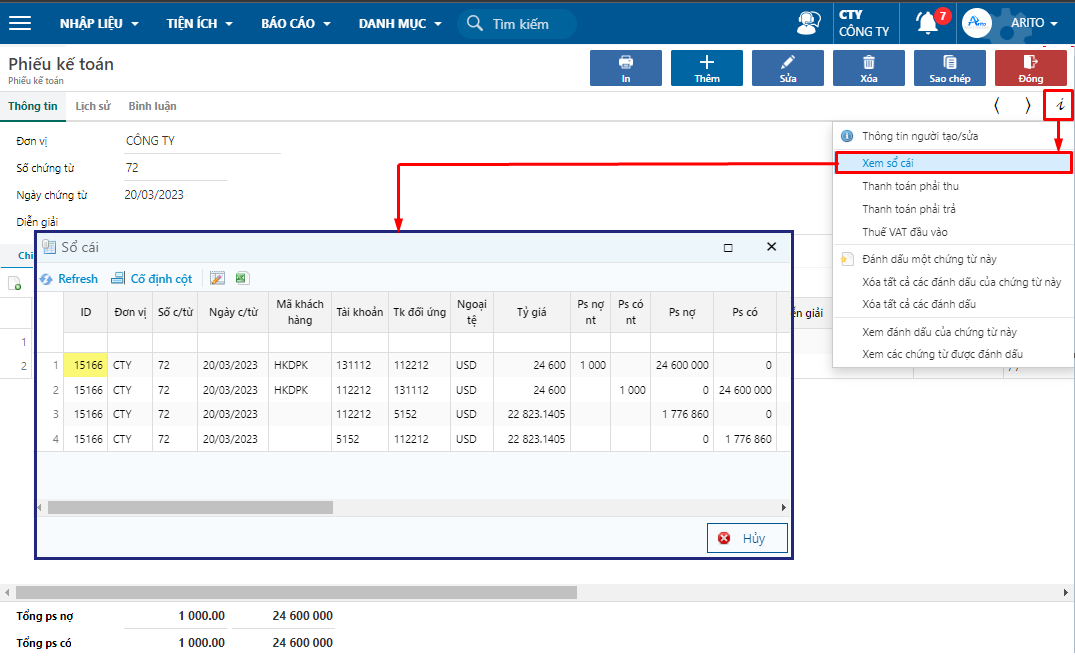 NHẬP LIỆU TIỆN ÍCH BÁO CÁO DANH MỤC Tìm kiếm CTY CÔNG TY 7 Arito ARITO
Phiếu kế toán
Phiếu kế toán
In Thêm Sửa Xóa Sao chép Đóng
Thông tin Lịch sử Bình luận i
Đơn vị CÔNG TY
Số chứng từ 72
Ngày chứng từ 20/03/2023
Diễn giải
Thông tin người tạo/sửa
Xem sổ cái
Thanh toán phải thu
Thanh toán phải trả
Thuế VAT đầu vào
Đánh dấu một chứng từ này
Xóa tất cả các đánh dấu của chứng từ này
Xóa tất cả các đánh dấu
Xem đánh dấu của chứng từ này
Xem các chứng từ được đánh dấu
Chi
ễn giải
1
2
Sổ cái
Refresh Cố định cột
ID Đơn vị Số c/từ Ngày c/từ Mã khách hàng Tài khoản Tk đối ứng Ngoại tệ Tỷ giá Ps nợ nt Ps có nt Ps nợ Ps có
1 15166 CTY 72 20/03/2023 HKDPK 131112 112212 USD 24 600 1 000 24 600 000 0
2 15166 CTY 72 20/03/2023 HKDPK 112212 131112 USD 24 600 1 000 0 24 600 000
3 15166 CTY 72 20/03/2023 112212 5152 USD 22 823.1405 1 776 860 0
4 15166 CTY 72 20/03/2023 5152 112212 USD 22 823.1405 0 1 776 860
Hủy
Tổng ps nợ 1 000.00 24 600 000
Tổng ps có 1 000.00 24 600 000